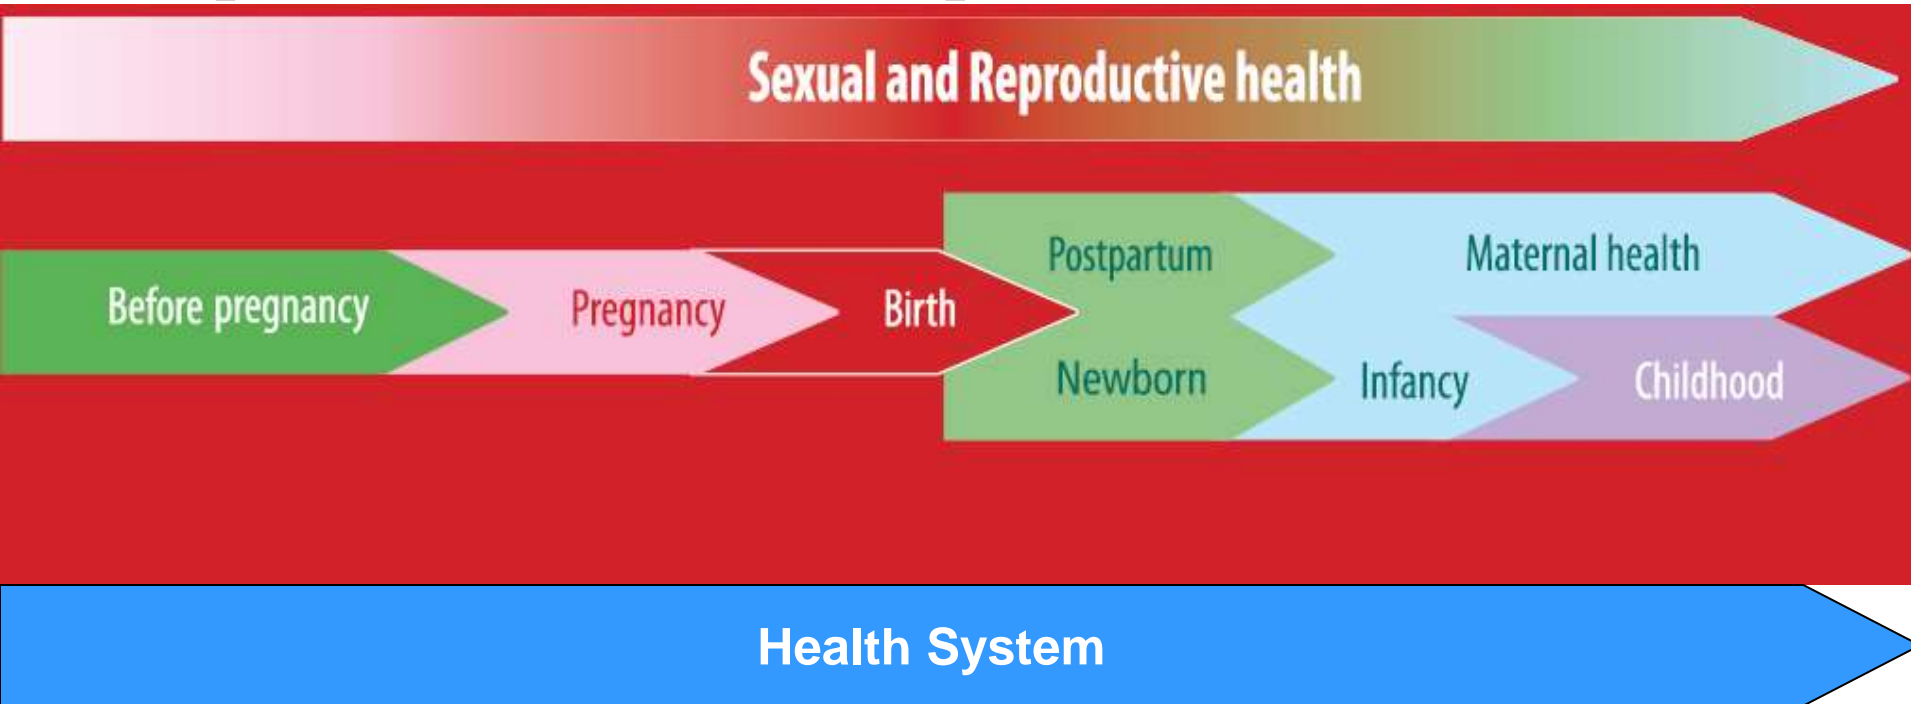 Sexual and Reproductive health
Before pregnancy
Pregnancy
Birth
Postpartum
Maternal health
Newborn
Infancy
Childhood
Health System